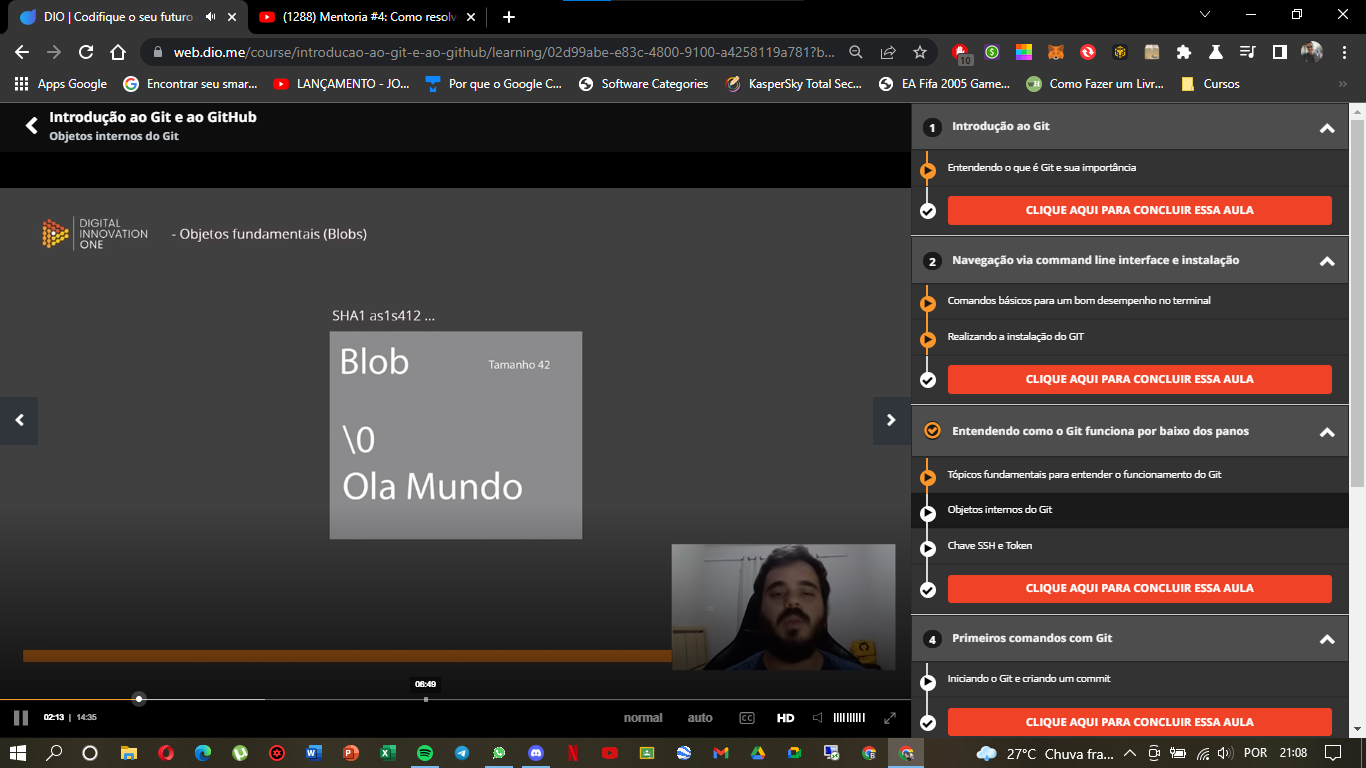 DIO | Codifique o seu futuro
(1288) Mentoria #4: Como resolv
web.dio.me/course/introducao-ao-git-e-ao-github/learning/02d99abe-e83c-4800-9100-a4258119a781?b...
10
Apps Google
Encontrar seu smar...
LANÇAMENTO - JO...
Por que o Google C...
Software Categories
KasperSky Total Sec...
EA Fifa 2005 Game...
Como Fazer um Livr...
Cursos
Introdução ao Git e ao GitHub
Objetos internos do Git
DIGITAL
INNOVATION
ONE
- Objetos fundamentais (Blobs)
SHA1 as1s412 ...
Blob
Tamanho 42
\0
Ola Mundo
06:49
02:13 | 14:35
normal
auto
CC
HD
1 Introdução ao Git
Entendendo o que é Git e sua importância
CLIQUE AQUI PARA CONCLUIR ESSA AULA
2 Navegação via command line interface e instalação
Comandos básicos para um bom desempenho no terminal
Realizando a instalação do GIT
CLIQUE AQUI PARA CONCLUIR ESSA AULA
Entendendo como o Git funciona por baixo dos panos
Tópicos fundamentais para entender o funcionamento do Git
Objetos internos do Git
Chave SSH e Token
CLIQUE AQUI PARA CONCLUIR ESSA AULA
4 Primeiros comandos com Git
Iniciando o Git e criando um commit
CLIQUE AQUI PARA CONCLUIR ESSA AULA
27°C Chuva fra...
POR
21:08